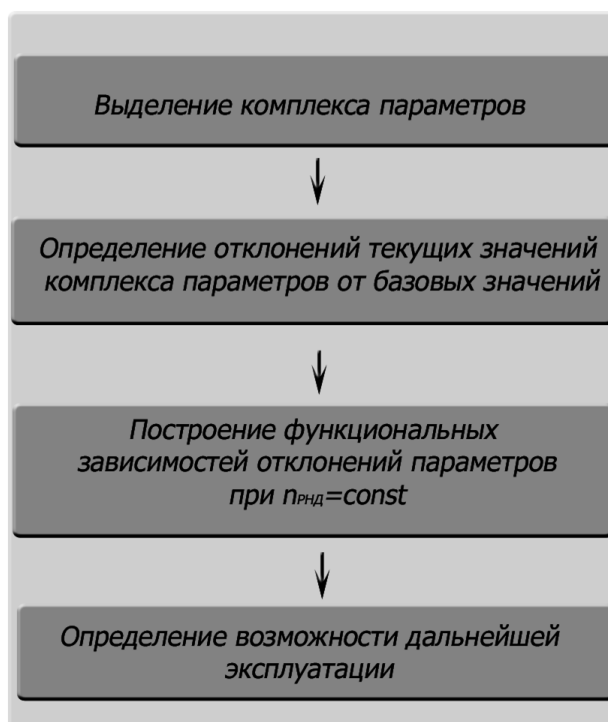 Выделение комплекса параметров
Определение отклонений текущих значений
комплекса параметров от базовых значений
Построение функциональных
зависимостей отклонений параметров
при nРНД=const
Определение возможности дальнейшей
эксплуатации